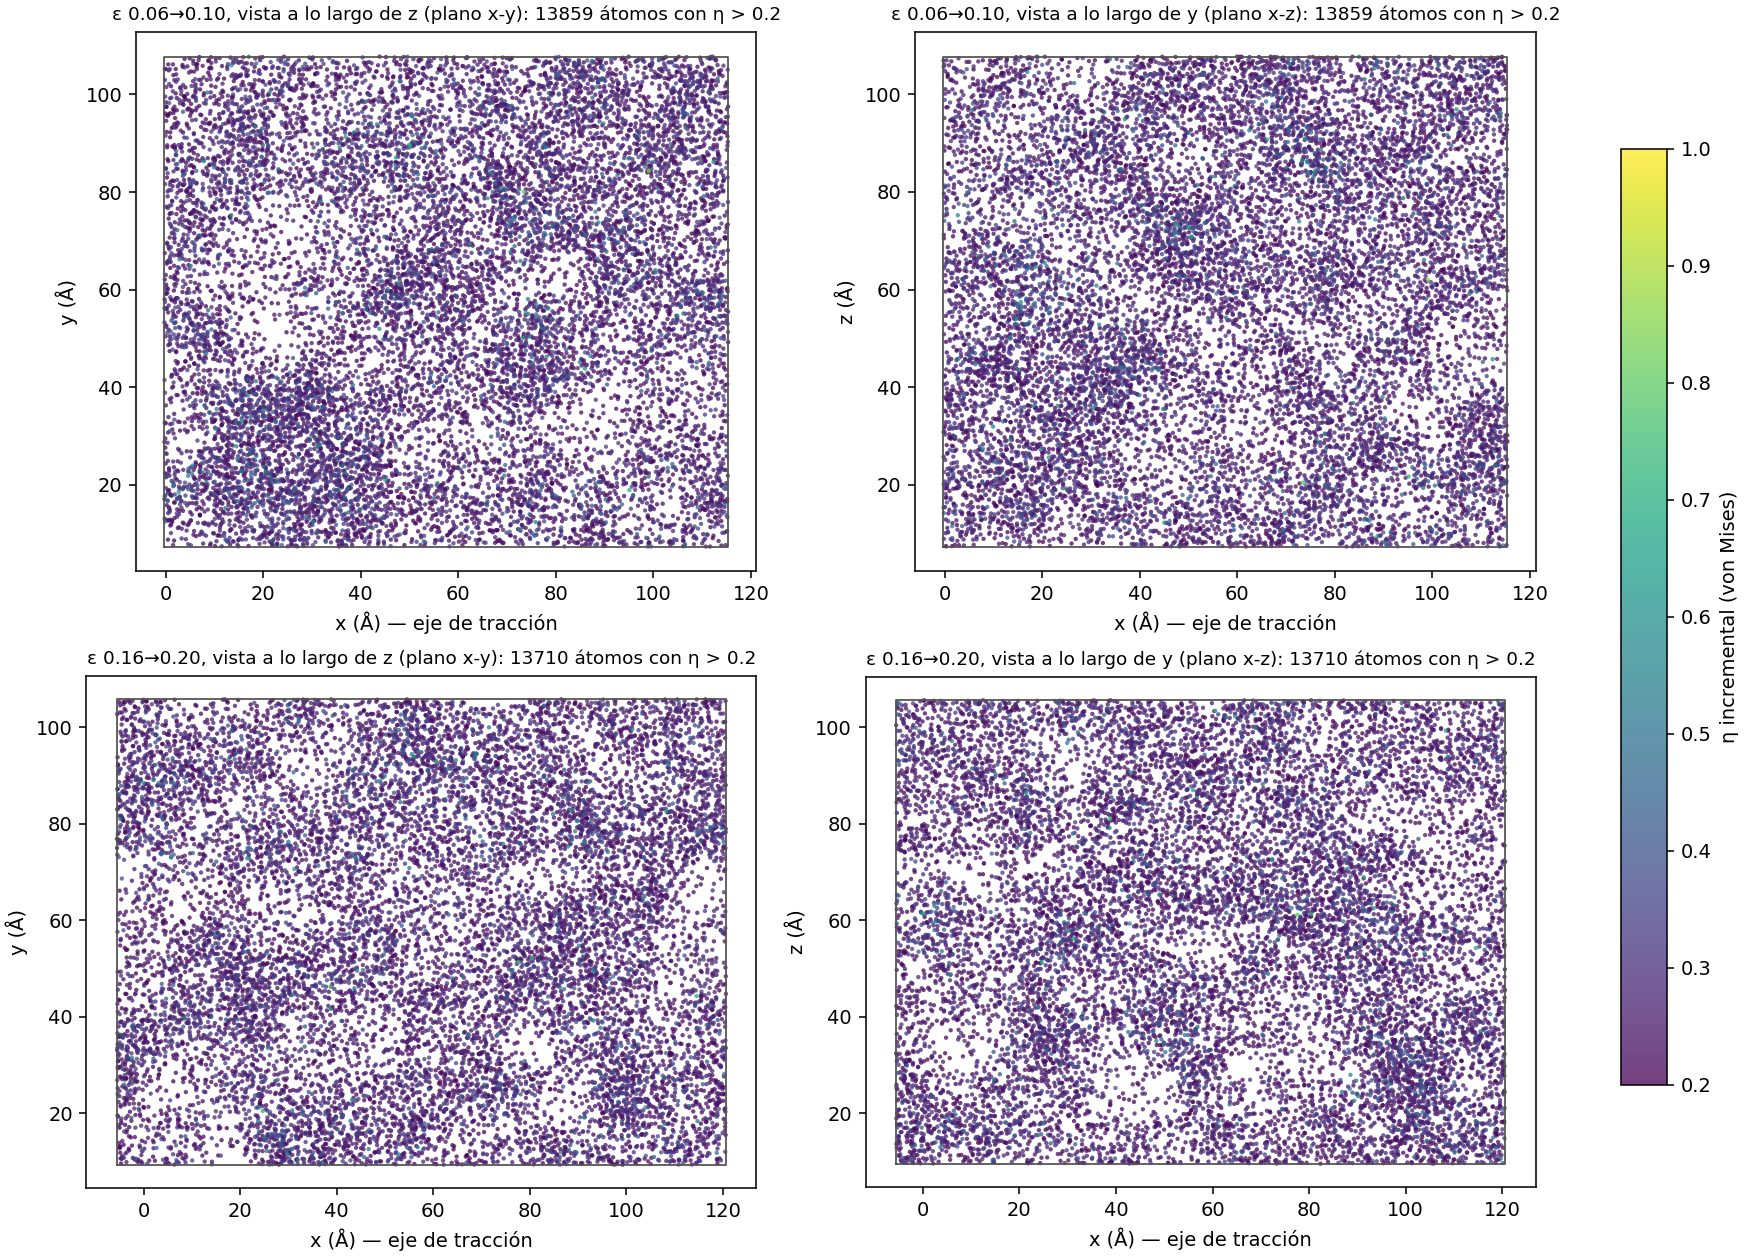 ε 0.06→0.10, vista a lo largo de z (plano x-y): 13859 átomos con η > 0.2
100
80
60
40
20
y (Å)
0 20 40 60 80 100 120
x (Å) — eje de tracción
ε 0.06→0.10, vista a lo largo de y (plano x-z): 13859 átomos con η > 0.2
100
80
60
40
20
z (Å)
0 20 40 60 80 100 120
x (Å) — eje de tracción
ε 0.16→0.20, vista a lo largo de z (plano x-y): 13710 átomos con η > 0.2
100
80
60
40
20
y (Å)
0 20 40 60 80 100 120
x (Å) — eje de tracción
ε 0.16→0.20, vista a lo largo de y (plano x-z): 13710 átomos con η > 0.2
100
80
60
40
20
z (Å)
0 20 40 60 80 100 120
x (Å) — eje de tracción
1.0
0.9
0.8
0.7
0.6
0.5
0.4
0.3
0.2
η incremental (von Mises)